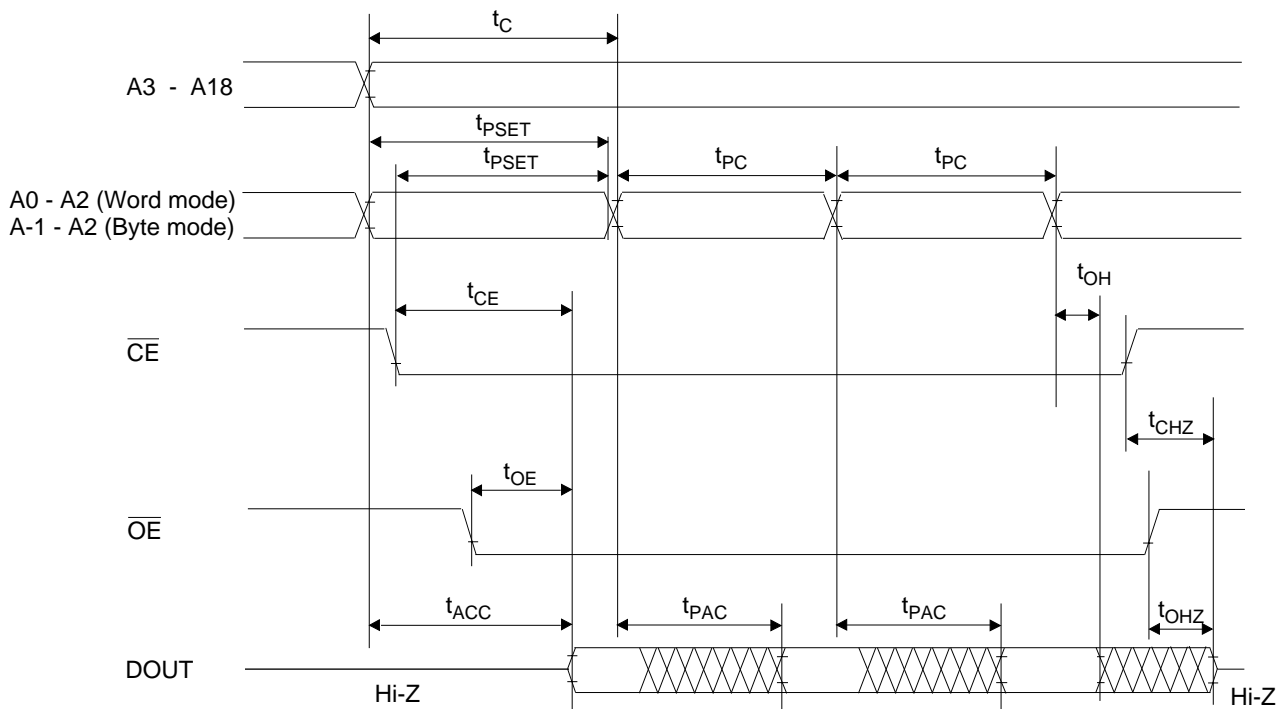 tC
A3 - A18
tPSET
tPSET
tPC
tPC
A0 - A2 (Word mode)
A-1 - A2 (Byte mode)
tOH
tCE
CE
tCHZ
tOE
OE
tACC
tPAC
tPAC
tOHZ
DOUT
Hi-Z
Hi-Z